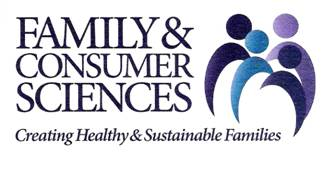 FAMILY &
CONSUMER
SCIENCES
Creating Healthy & Sustainable Families